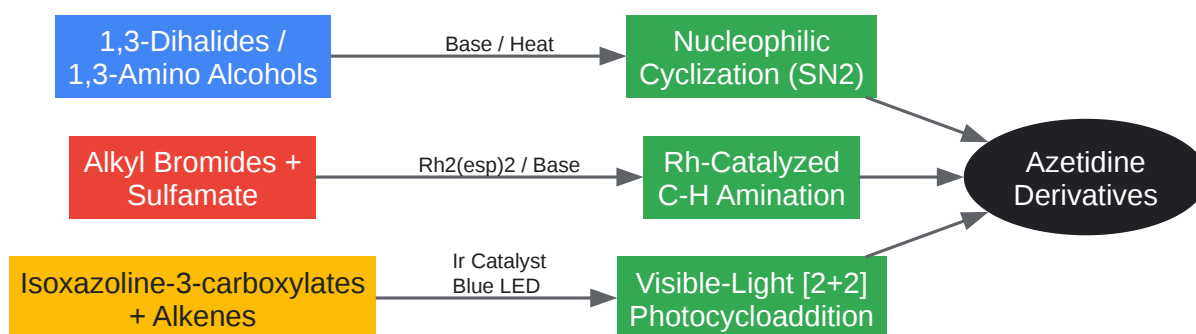 1,3-Dihalides /
1,3-Amino Alcohols
Base / Heat
Nucleophilic
Cyclization (SN2)
Alkyl Bromides +
Sulfamate
Rh2(esp)2 / Base
Rh-Catalyzed
C-H Amination
Azetidine
Derivatives
Isoxazoline-3-carboxylates
+ Alkenes
Ir Catalyst
Blue LED
Visible-Light [2+2]
Photocycloaddition